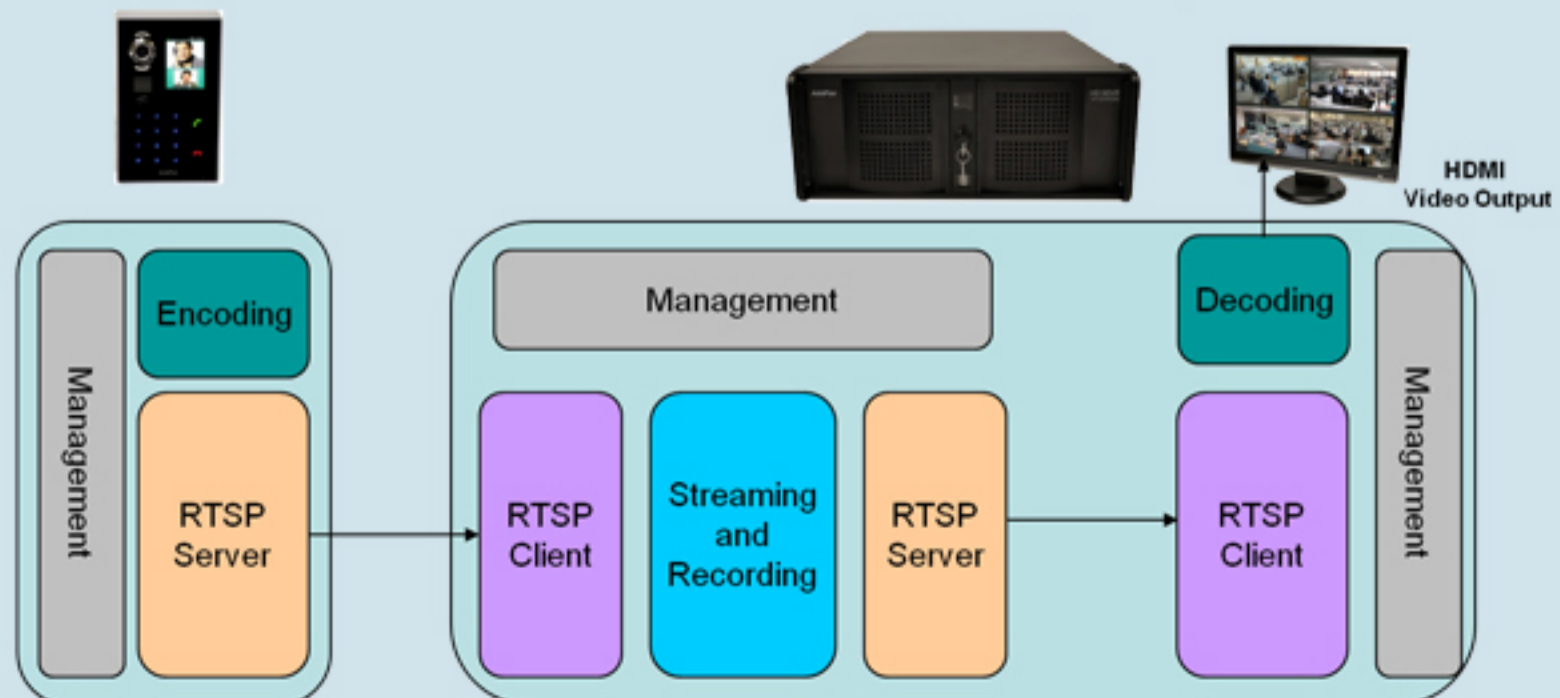 HDMI
Video Output
Management
Encoding
RTSP
Server
Management
RTSP
Client
Streaming
and
Recording
RTSP
Server
Decoding
RTSP
Client
Management